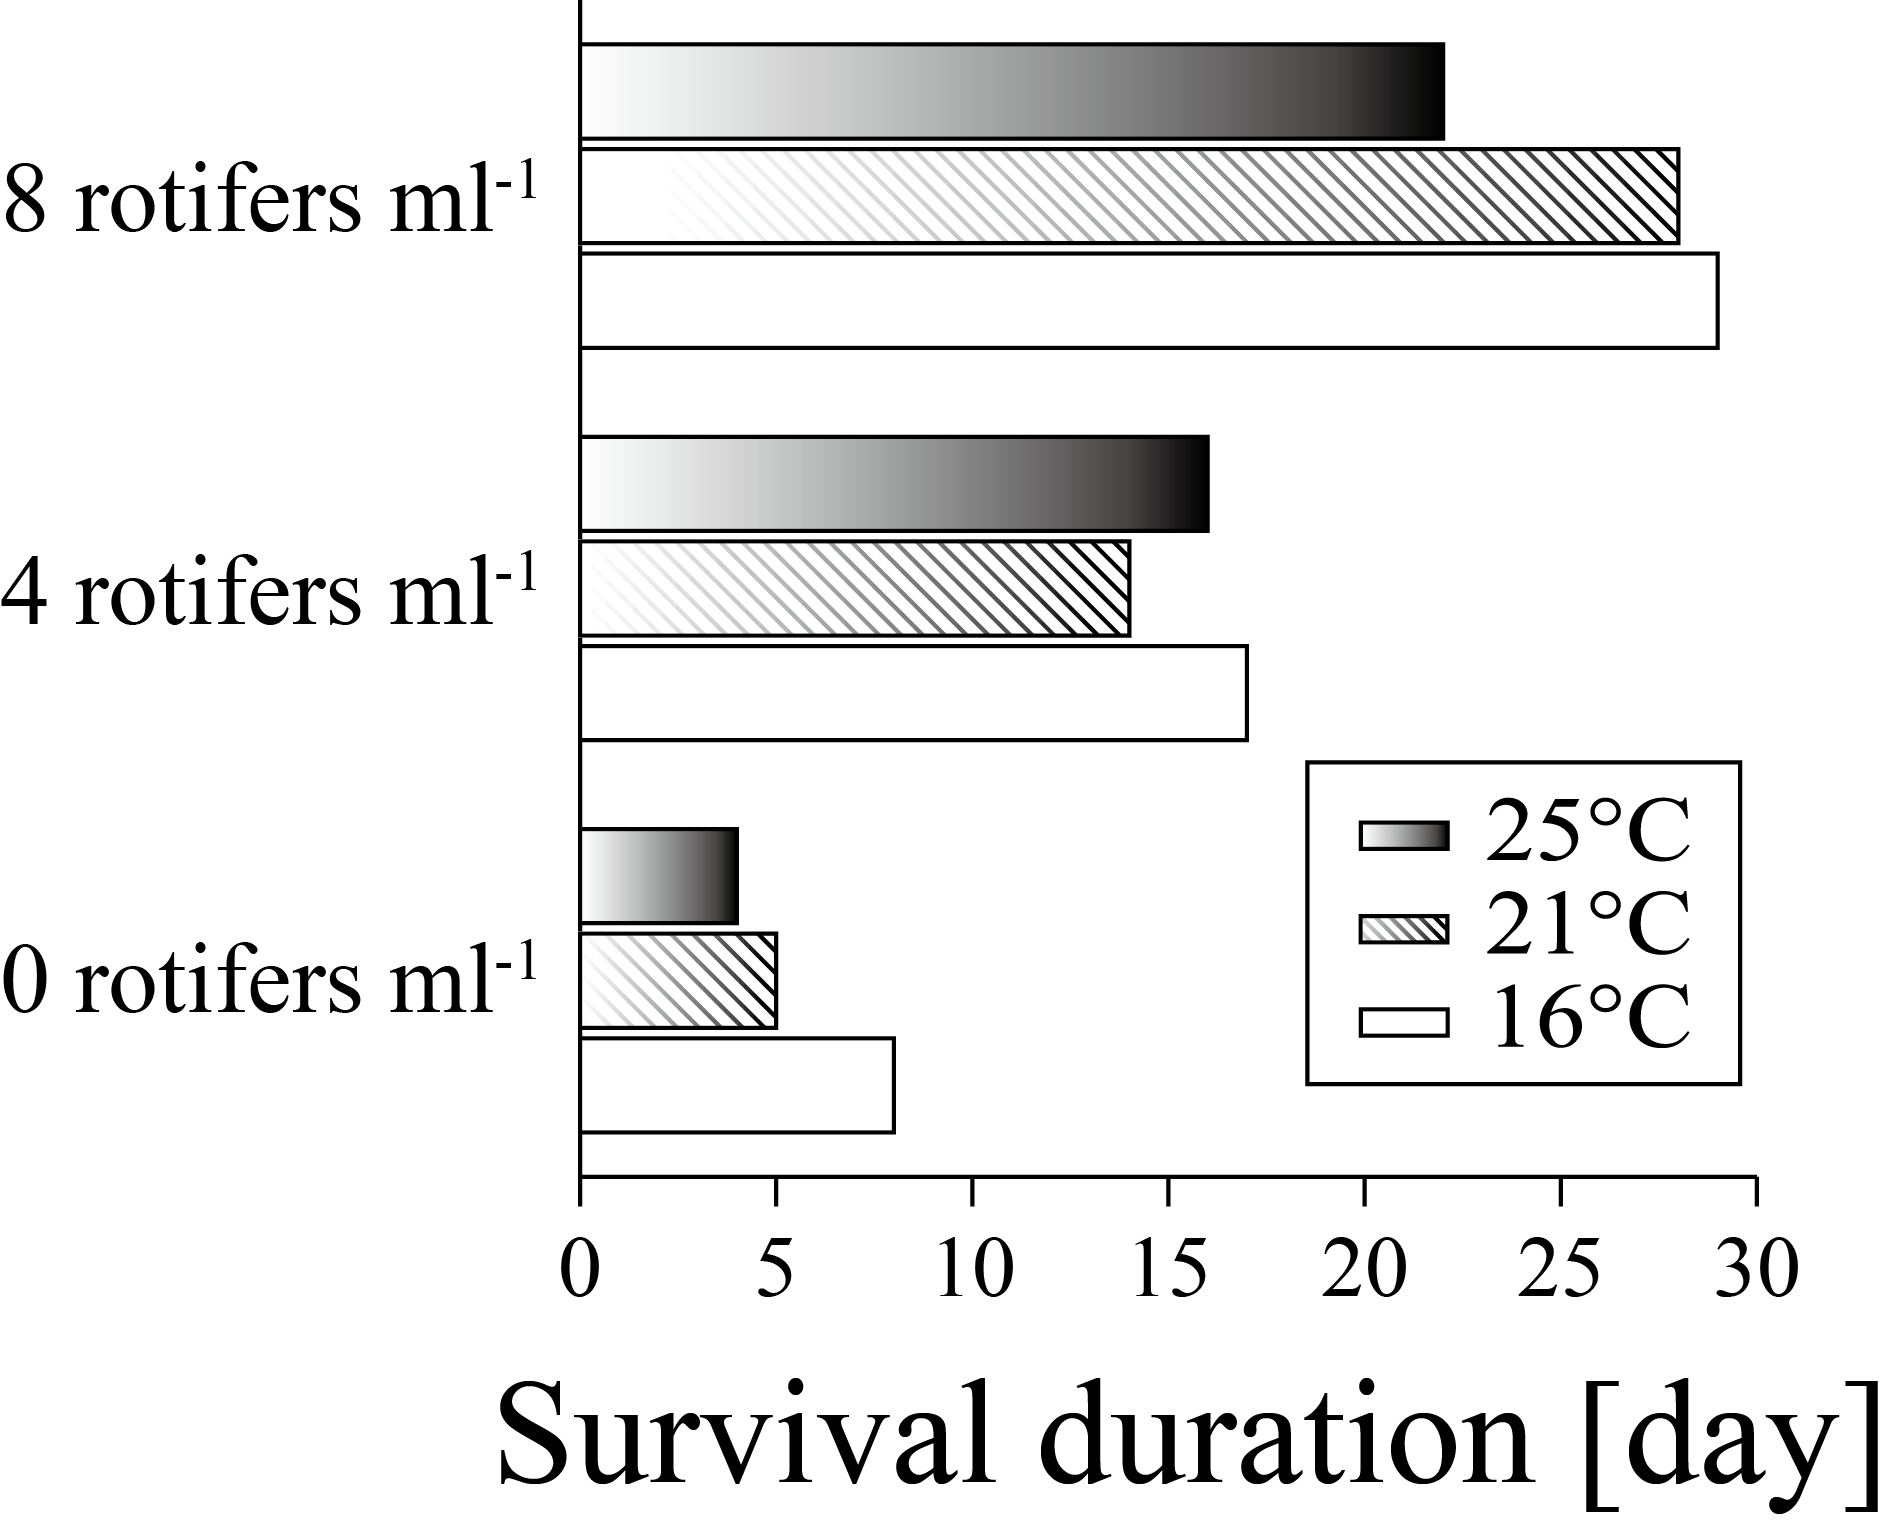 8 rotifers ml-1
4 rotifers ml-1
0 rotifers ml-1
25°C
21°C
16°C
0 5 10 15 20 25 30
Survival duration [day]